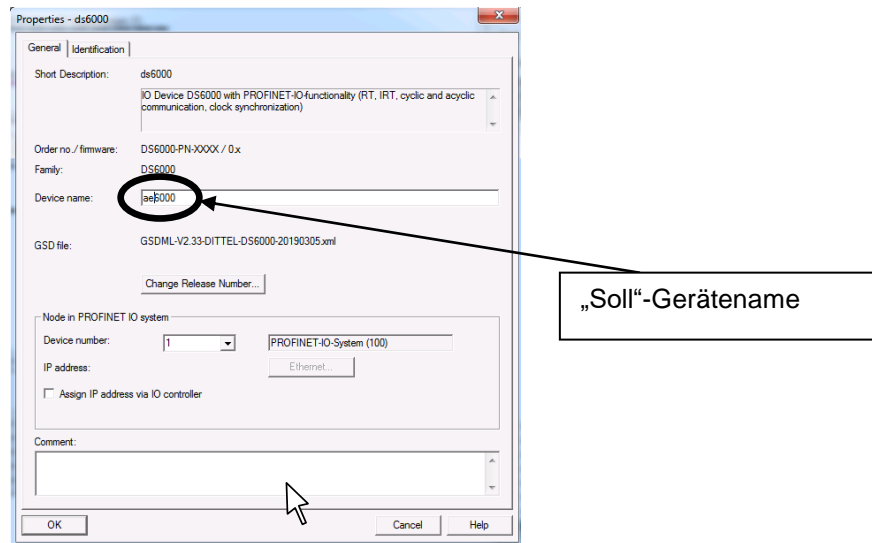 Properties - ds6000
General
Identification
Short Description:
ds6000
IO Device DS6000 with PROFINET-IO-functionality (RT, IRT, cyclic and acyclic
communication, clock synchronization)
Order no./ firmware:
DS6000-PN-XXXX / 0.x
Family:
DS6000
Device name:
ae6000
„Soll“-Gerätename
GSD file:
GSDML-V2.33-DITTEL-DS6000-20190305.xml
Change Release Number...
Node in PROFINET IO system
Device number:
1
PROFINET-IO-System (100)
IP address:
Ethernet...
Assign IP address via IO controller
Comment:
OK
Cancel
Help